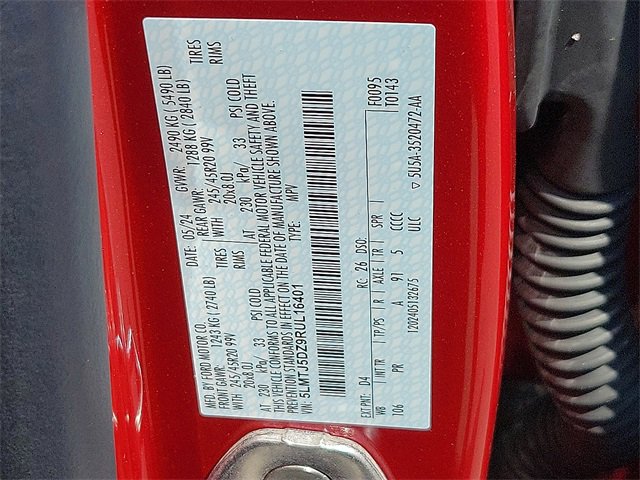 MFD. BY FORD MOTOR CO.
DATE: 05/24 GVWR: 2490 KG ( 5490 LB)
FRONT GAWR: 1243 KG ( 2740 LB) REAR GAWR: 1288 KG ( 2840 LB)
WITH 245/45R20 99V TIRES WITH 245/45R20 99V TIRES
20x8.0J RIMS 20x8.0J RIMS
AT 230 kPa/ 33 PSI COLD AT 230 kPa/ 33 PSI COLD
THIS VEHICLE CONFORMS TO ALL APPLICABLE FEDERAL MOTOR VEHICLE SAFETY AND THEFT
PREVENTION STANDARDS IN EFFECT ON THE DATE OF MANUFACTURE SHOWN ABOVE.
VIN: 5LMTJ5DZ9RUL16401 TYPE: MPV
F0095
T0143
EXT PNT: D4 RC: 26 DSO:
WB INT TR TP/PS R AXLE TR SPR
106 PR A 91 5 CCCC
1202405132675 ULC ▽ 5U5A-3520472-AA